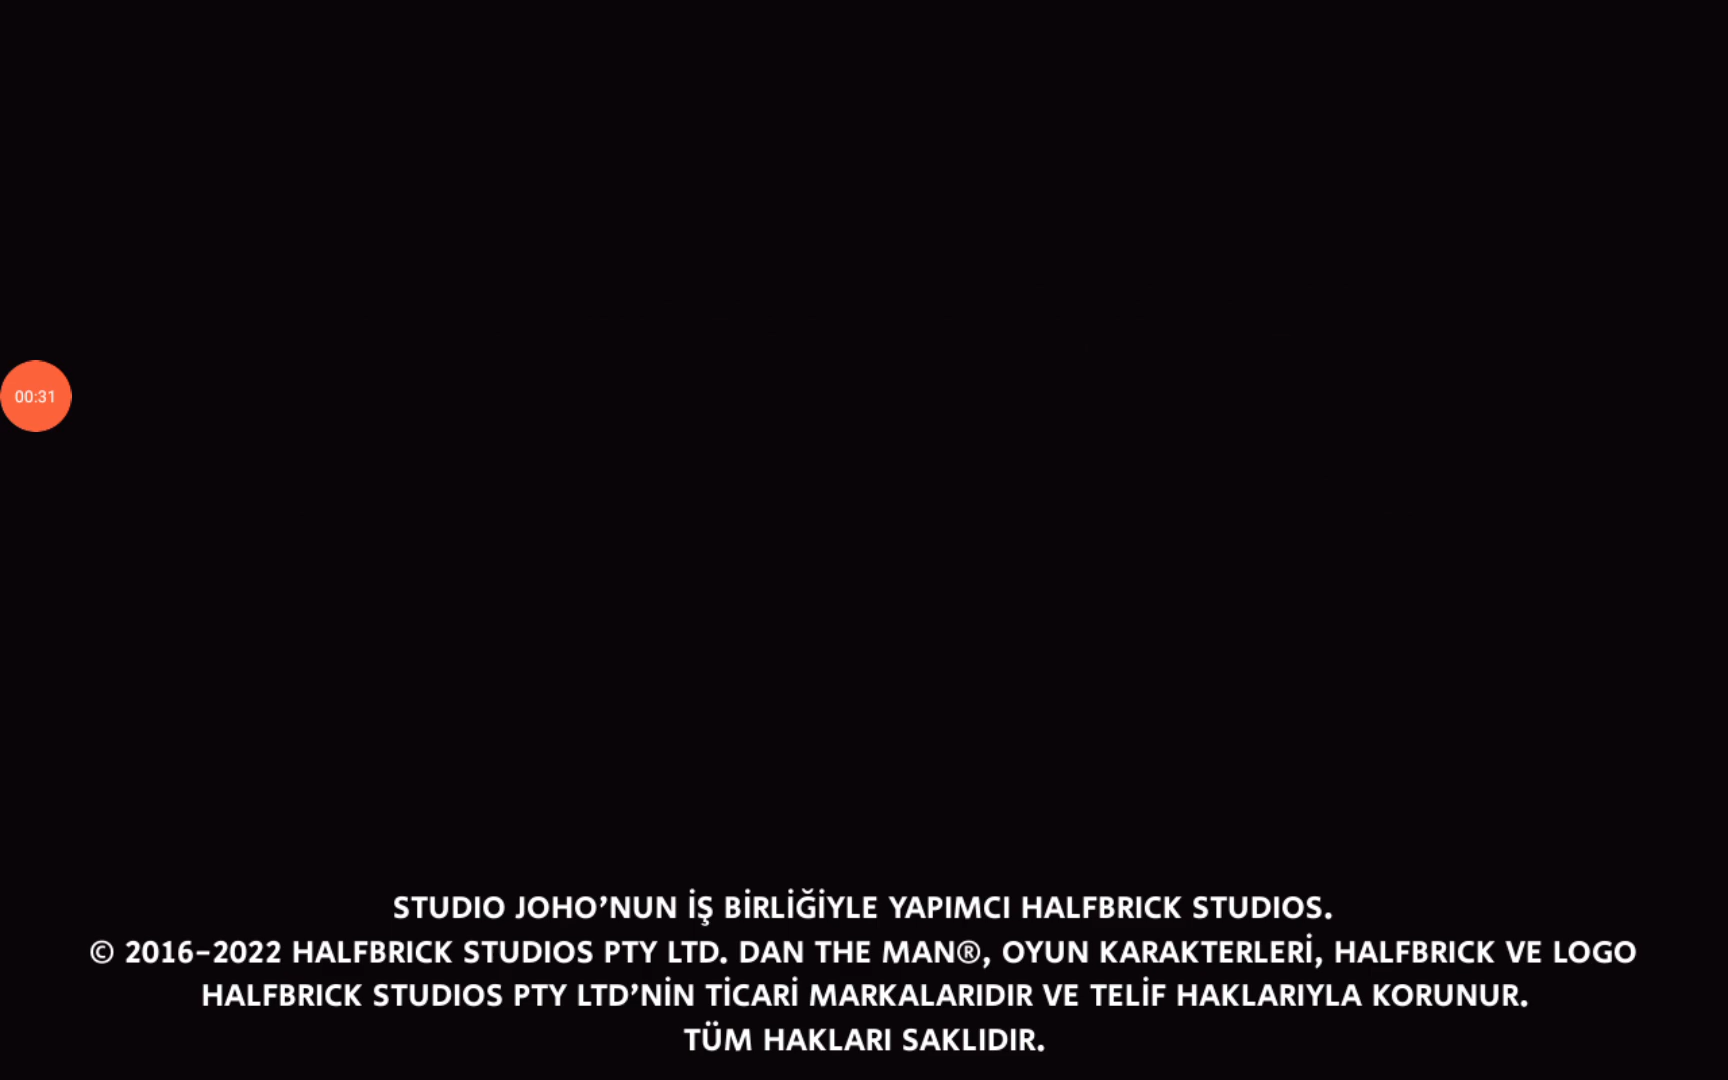 00:31
STUDIO JOHO’NUN İŞ BİRLİĞİYLE YAPIMCI HALFBRICK STUDIOS.
© 2016–2022 HALFBRICK STUDIOS PTY LTD. DAN THE MAN®, OYUN KARAKTERLERİ, HALFBRICK VE LOGO
HALFBRICK STUDIOS PTY LTD’NİN TİCARİ MARKALARIDIR VE TELİF HAKLARIYLA KORUNUR.
TÜM HAKLARI SAKLIDIR.